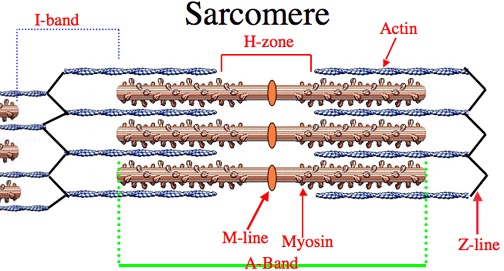 Sarcomere
I-band
H-zone
Actin
M-line
Myosin
Z-line
A-Band